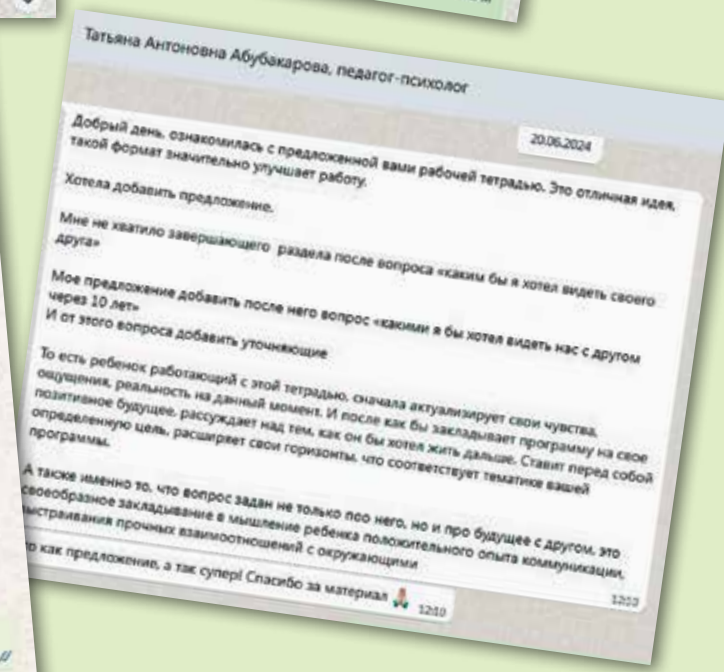 Татьяна Антоновна Абубакарова, педагог-психолог
20.06.2024
Добрый день, ознакомилась с предложенной вами рабочей тетрадью. Это отличная идея,
такой формат значительно улучшает работу.
Хотела добавить предложение.
Мне не хватило завершающего раздела после вопроса «каким бы я хотел видеть своего
друга»
Мое предложение добавить после него вопрос «какими я бы хотел видеть нас с другом
через 10 лет»
И от этого вопроса добавить уточняющие
То есть ребенок работающий с этой тетрадью, сначала актуализирует свои чувства,
ощущения, реальность на данный момент. И после как бы закладывает программу на свое
позитивное будущее, рассуждает над тем, как он бы хотел жить дальше. Ставит перед собой
определенную цель, расширяет свои горизонты, что соответствует тематике вашей
программы.
А также именно то, что вопрос задан не только поо него, но и про будущее с другом, это
своеобразное закладывание в мышление ребенка положительного опыта коммуникации,
выстраивания прочных взаимоотношений с окружающими
12:10
как предложение, а так супер! Спасибо за материал 🙏 12:10